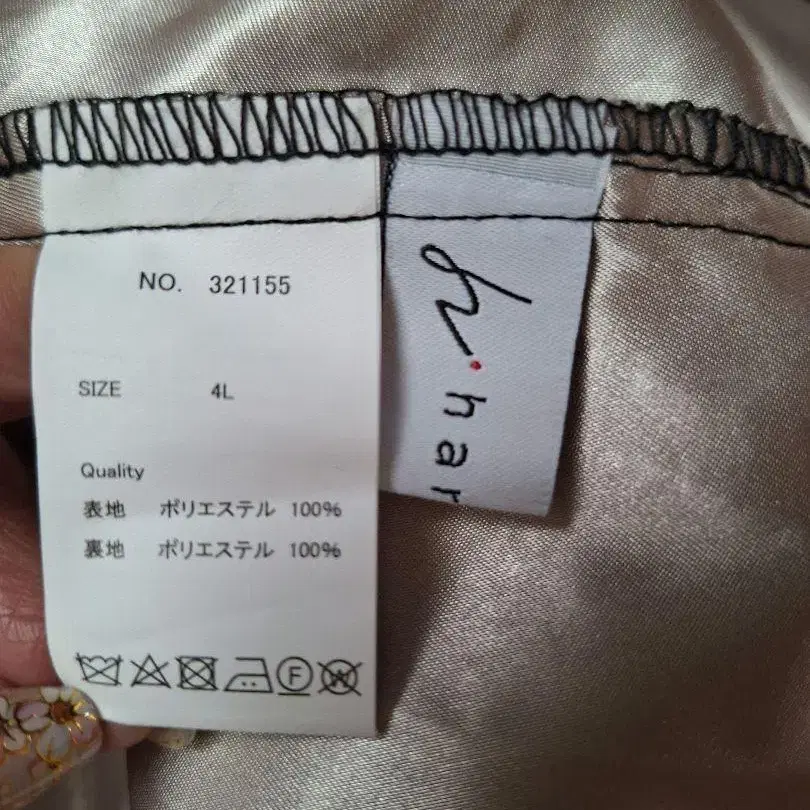 NO. 321155
SIZE 4L
Quality
表地 ポリエステル 100%
裏地 ポリエステル 100%
F
W
h
har